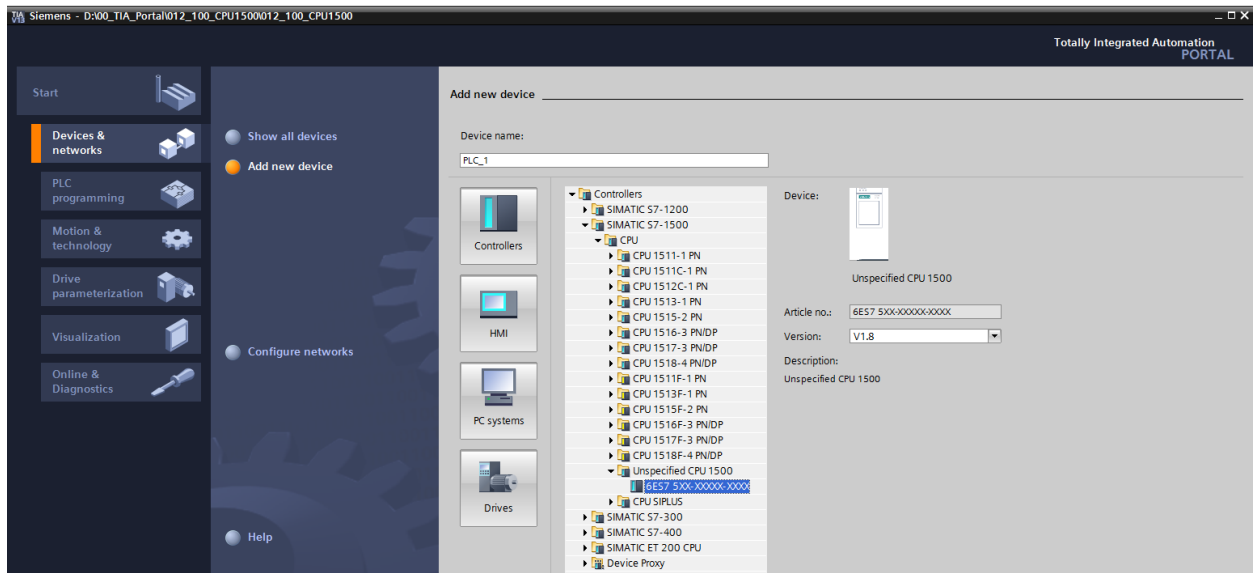 Siemens - D:\00_TIA_Portal\012_100_CPU1500\012_100_CPU1500
Totally Integrated Automation
PORTAL
Start
Devices &
networks
PLC
programming
Motion &
technology
Drive
parameterization
Visualization
Online &
Diagnostics
Show all devices
Add new device
Configure networks
Help
Add new device
Device name:
PLC_1
Controllers
HMI
PC systems
Drives
Controllers
SIMATIC S7-1200
SIMATIC S7-1500
CPU
CPU 1511-1 PN
CPU 1511C-1 PN
CPU 1512C-1 PN
CPU 1513-1 PN
CPU 1515-2 PN
CPU 1516-3 PN/DP
CPU 1517-3 PN/DP
CPU 1518-4 PN/DP
CPU 1511F-1 PN
CPU 1513F-1 PN
CPU 1515F-2 PN
CPU 1516F-3 PN/DP
CPU 1517F-3 PN/DP
CPU 1518F-4 PN/DP
Unspecified CPU 1500
6ES7 5XX-XXXXX-XXXX
CPU SIPLUS
SIMATIC S7-300
SIMATIC S7-400
SIMATIC ET 200 CPU
Device Proxy
Device:
Unspecified CPU 1500
Article no.: 6ES7 5XX-XXXXX-XXXX
Version: V1.8
Description:
Unspecified CPU 1500